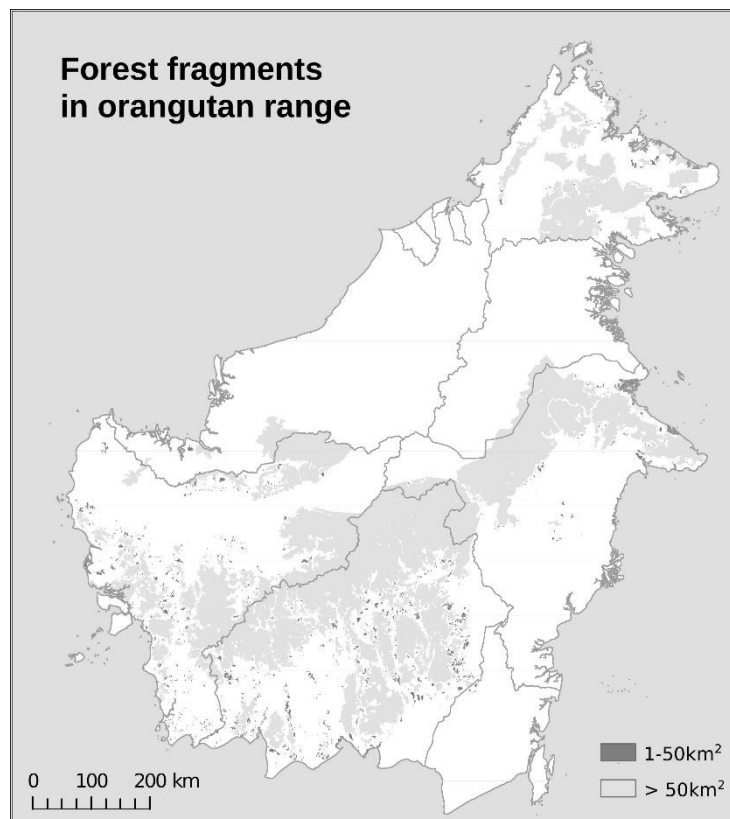 Forest fragments
in orangutan range
1-50km²
> 50km²
0 100 200 km